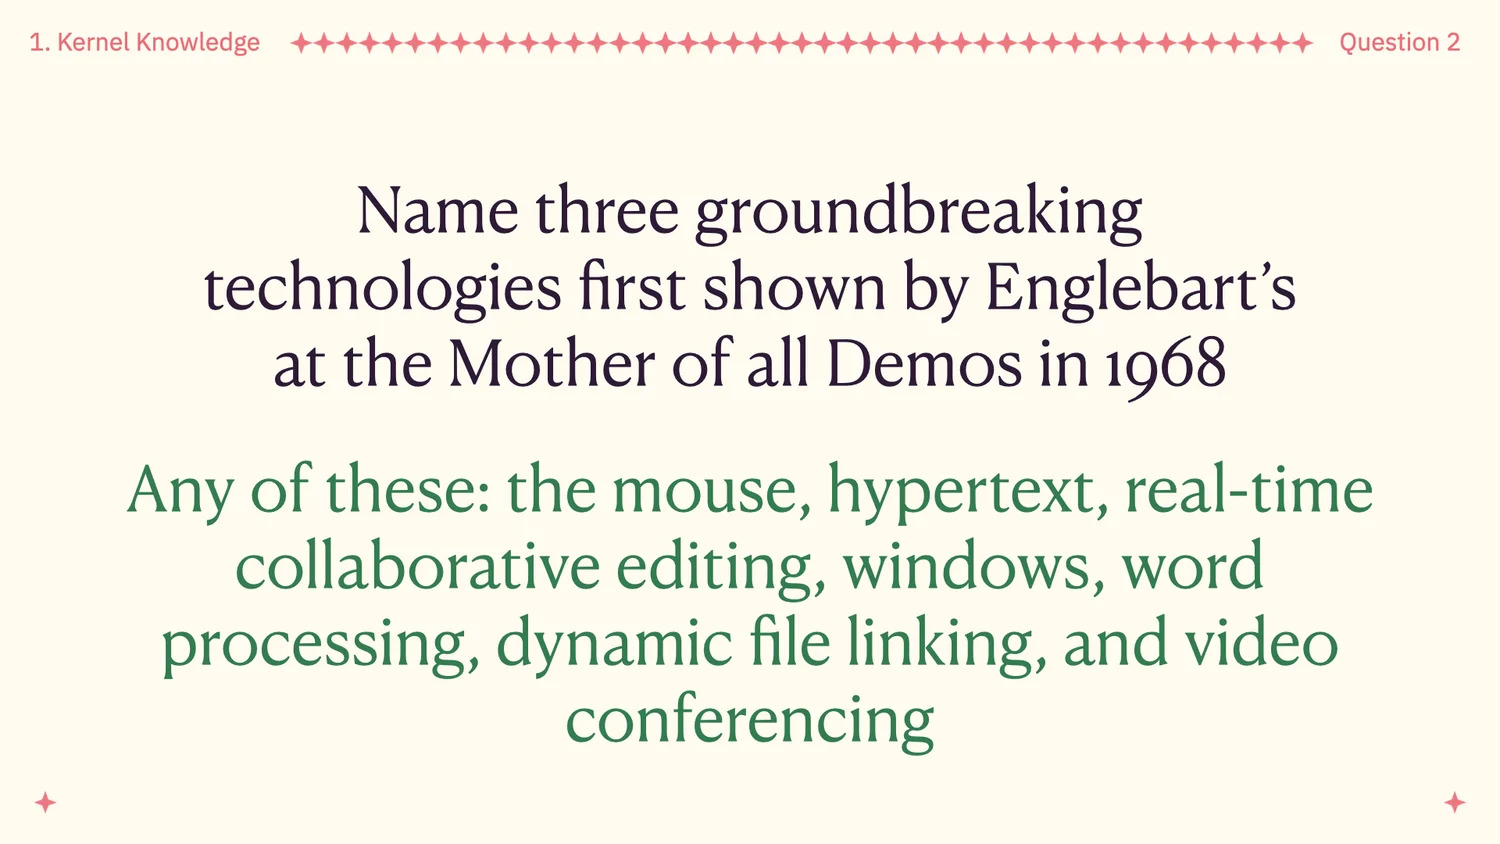 1. Kernel Knowledge
Question 2
Name three groundbreaking
technologies first shown by Englebart’s
at the Mother of all Demos in 1968
Any of these: the mouse, hypertext, real-time
collaborative editing, windows, word
processing, dynamic file linking, and video
conferencing